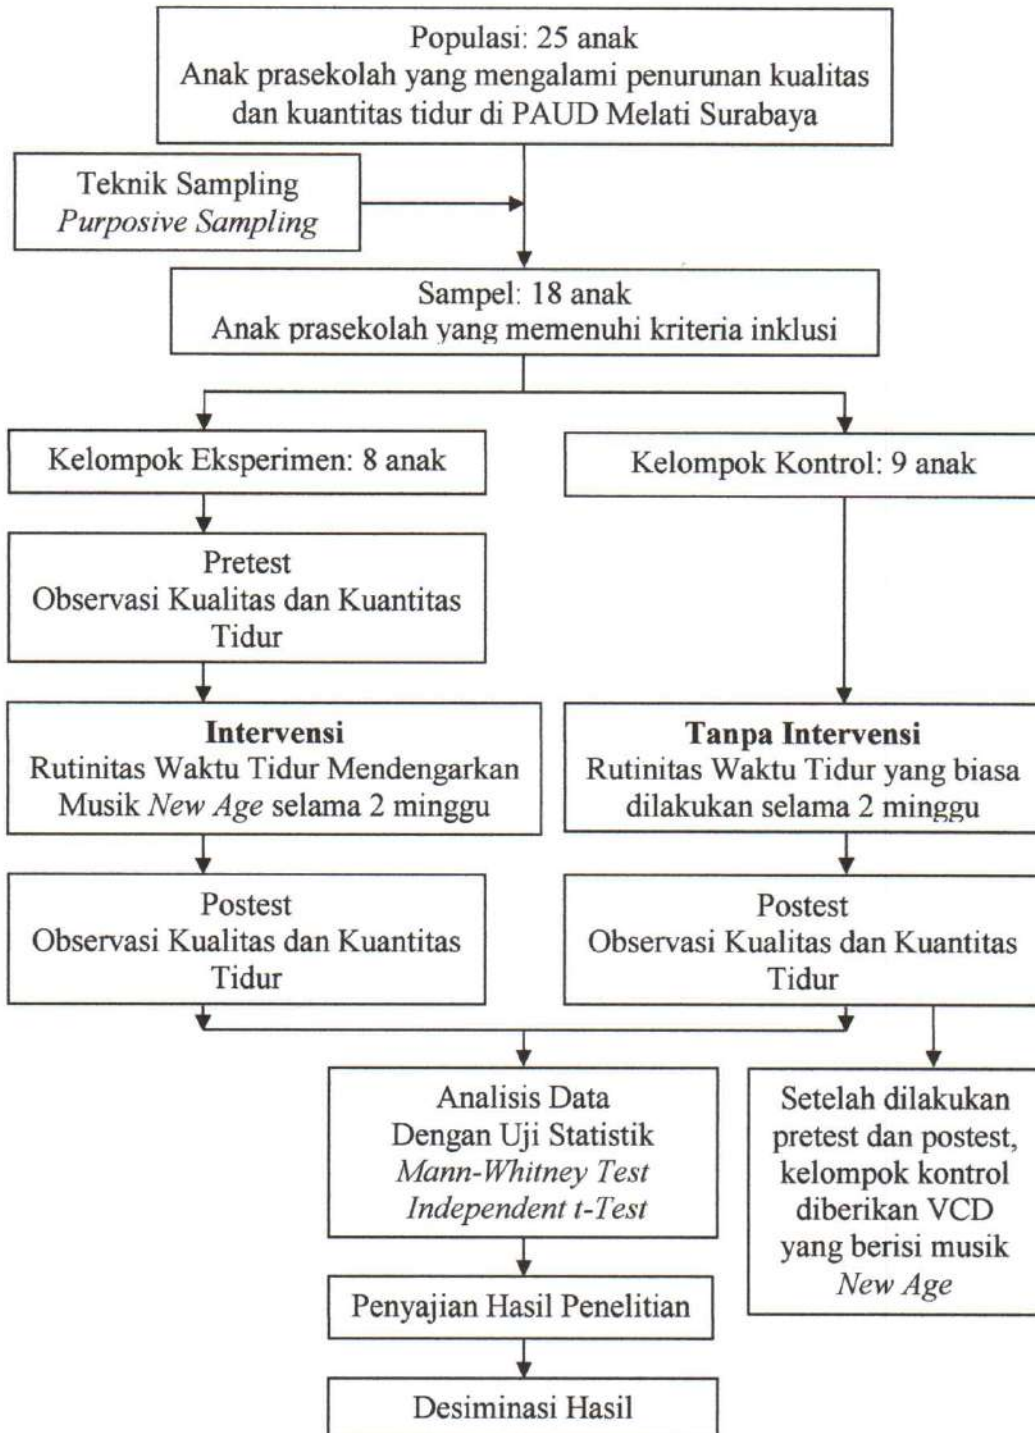 Populasi: 25 anak
Anak prasekolah yang mengalami penurunan kualitas
dan kuantitas tidur di PAUD Melati Surabaya
Teknik Sampling
Purposive Sampling
Sampel: 18 anak
Anak prasekolah yang memenuhi kriteria inklusi
Kelompok Eksperimen: 8 anak
Kelompok Kontrol: 9 anak
Pretest
Observasi Kualitas dan Kuantitas
Tidur
Intervensi
Rutinitas Waktu Tidur Mendengarkan
Musik New Age selama 2 minggu
Tanpa Intervensi
Rutinitas Waktu Tidur yang biasa
dilakukan selama 2 minggu
Postest
Observasi Kualitas dan Kuantitas
Tidur
Postest
Observasi Kualitas dan Kuantitas
Tidur
Analisis Data
Dengan Uji Statistik
Mann-Whitney Test
Independent t-Test
Setelah dilakukan
pretest dan postest,
kelompok kontrol
diberikan VCD
yang berisi musik
New Age
Penyajian Hasil Penelitian
Desiminasi Hasil